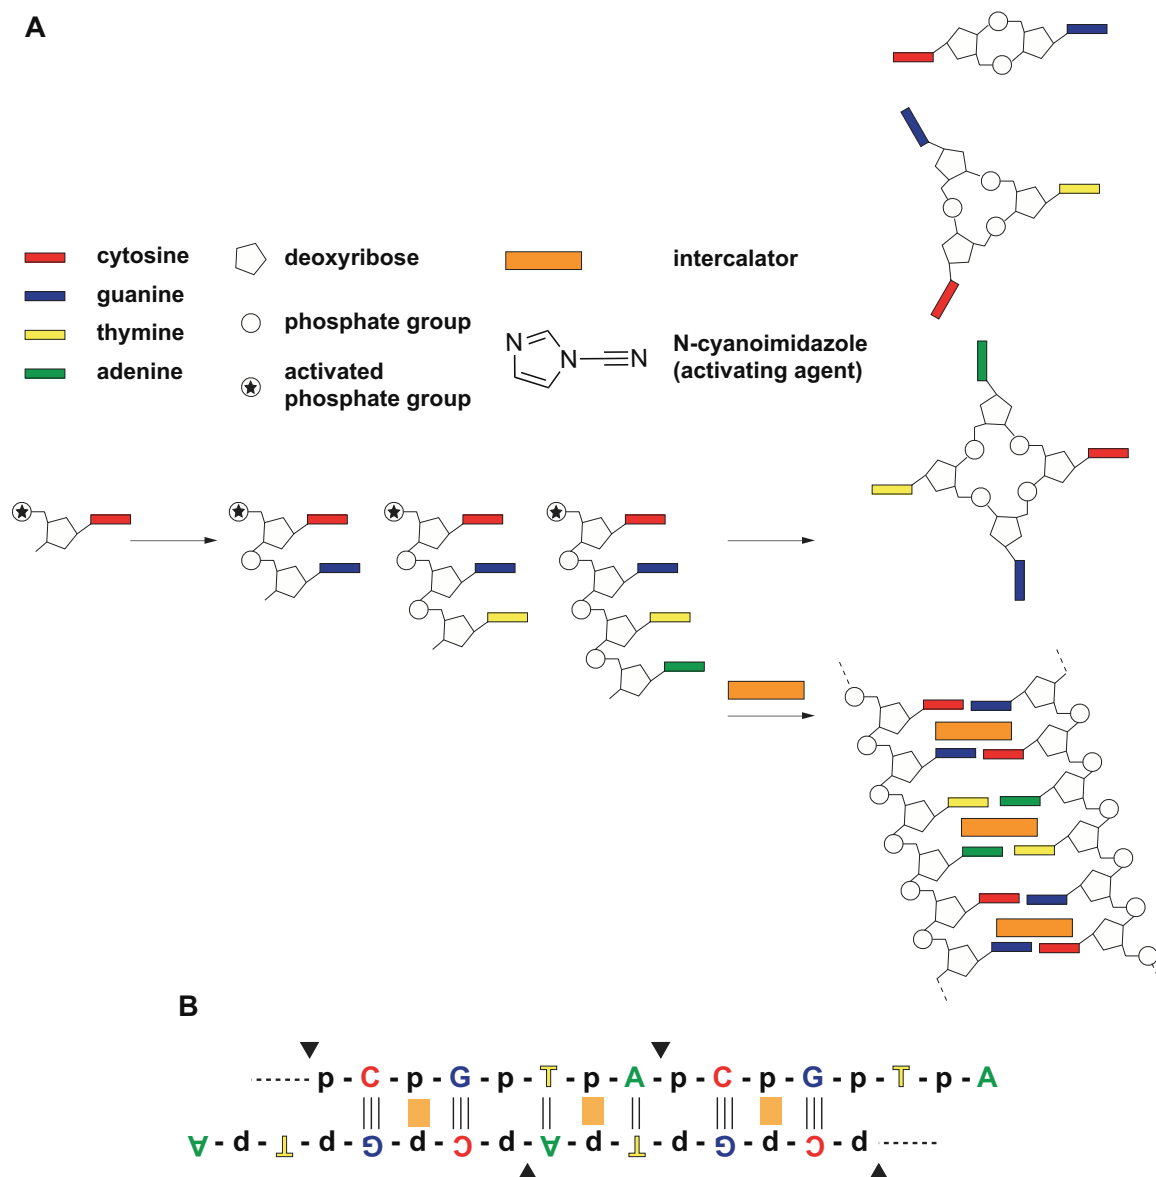 A
cytosine
guanine
thymine
adenine
deoxyribose
phosphate group
activated
phosphate group
intercalator
N
N
N
N-cyanoimidazole
(activating agent)
B
-------p - C - p - G - p - T - p - A - p - C - p - G - p - T - p - A
A - d - T - d - G - d - C - d - A - d - T - d - G - d - C - d -------